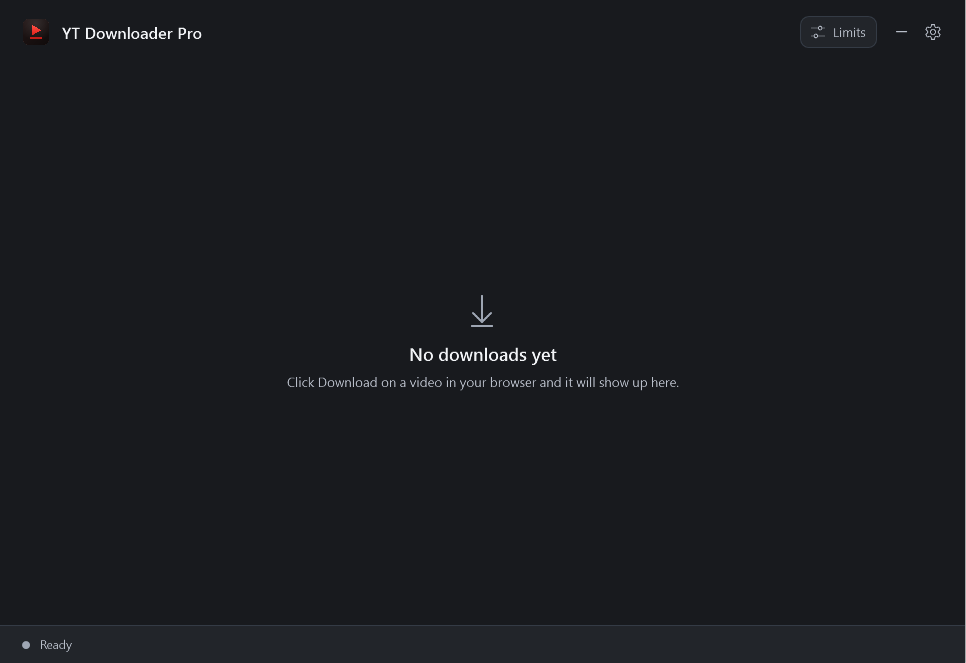 YT Downloader Pro
Limits
No downloads yet
Click Download on a video in your browser and it will show up here.
Ready